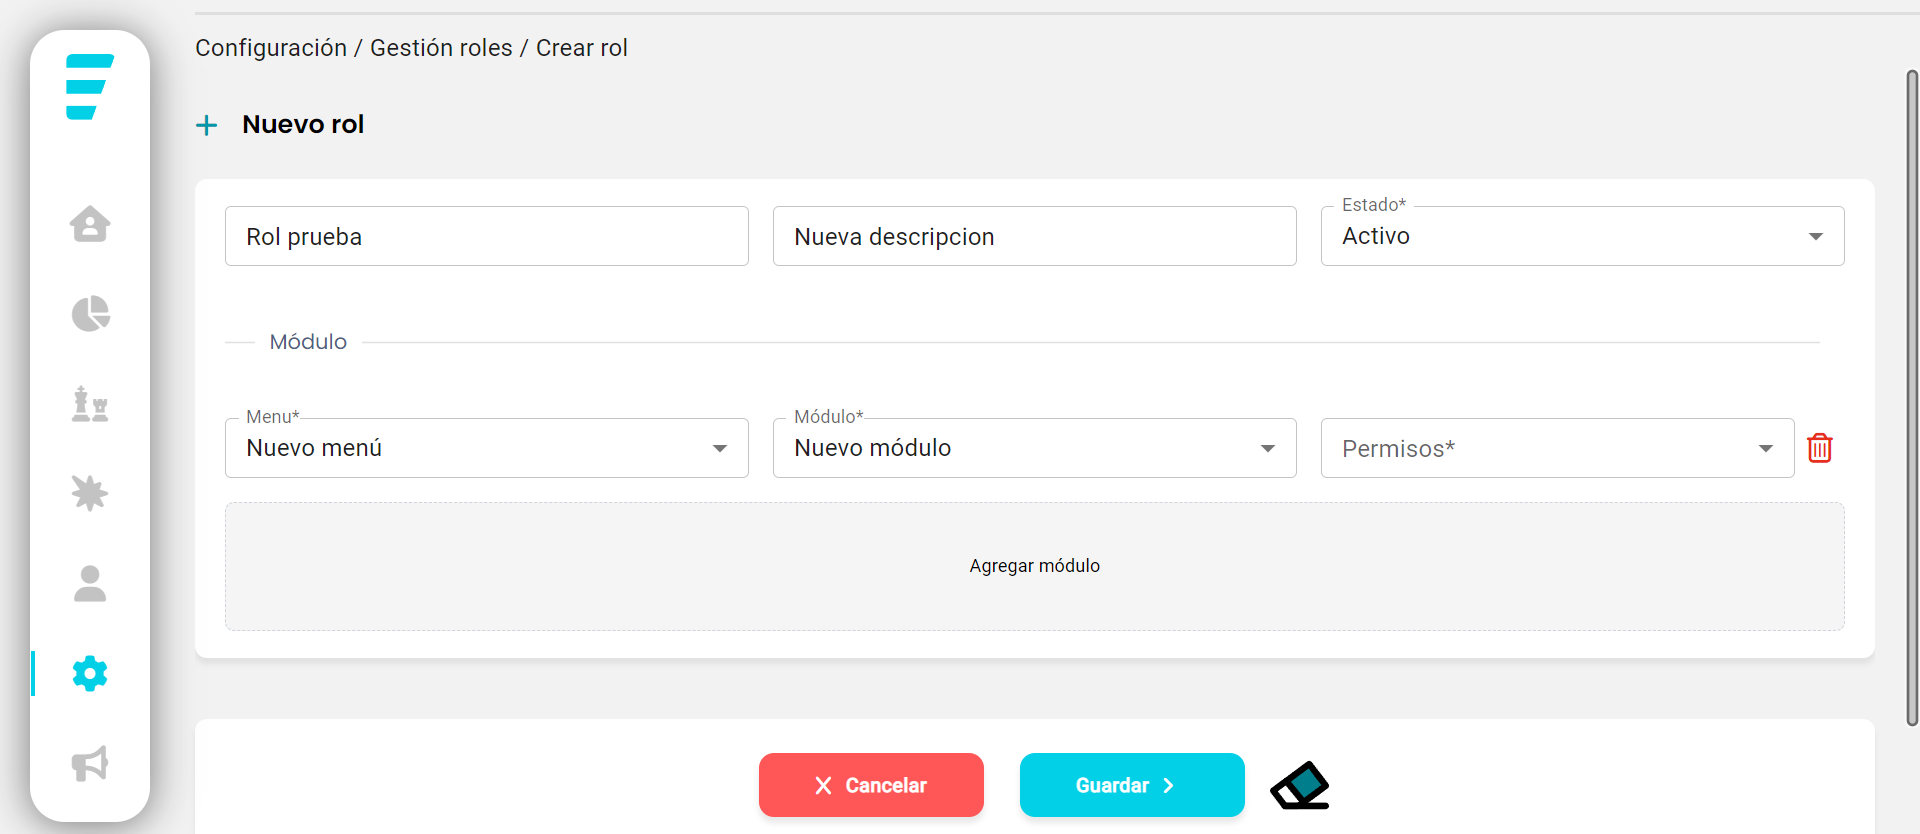 Configuración / Gestión roles / Crear rol
Nuevo rol
Rol prueba
Nueva descripcion
Estado*
Activo
Módulo
Menu*
Nuevo menú
Módulo*
Nuevo módulo
Permisos*
Agregar módulo
Cancelar
Guardar